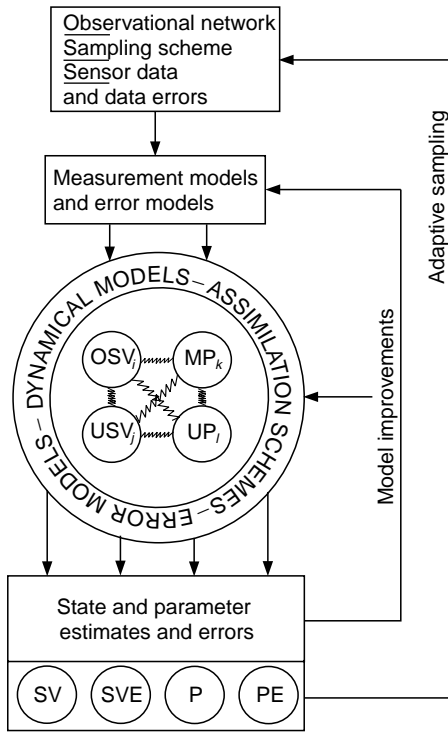 Observational network
Sampling scheme
Sensor data
and data errors
Measurement models
and error models
DYNAMICAL MODELS – ASSIMILATION SCHEMES – ERROR MODELS –
OSVi
MPk
USVj
UPl
State and parameter
estimates and errors
SV
SVE
P
PE
Model improvements
Adaptive sampling